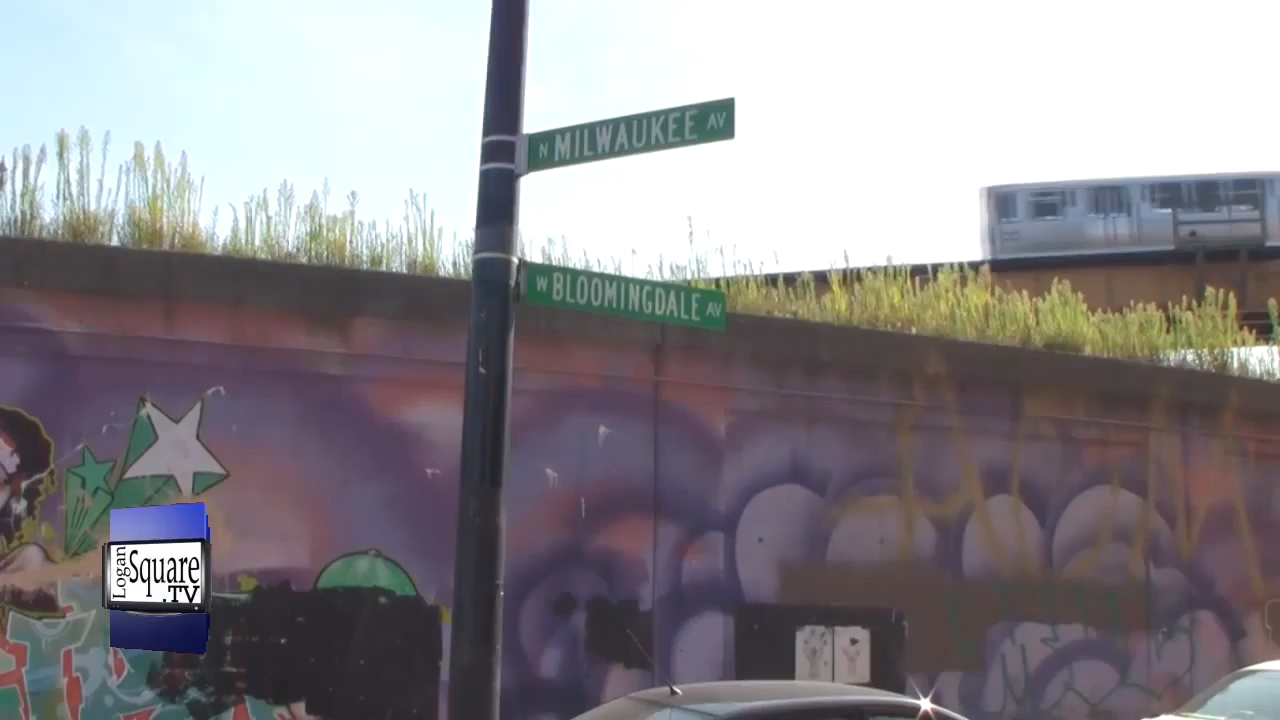 N MILWAUKEE AV
W BLOOMINGDALE AV
Logan
Square
.TV